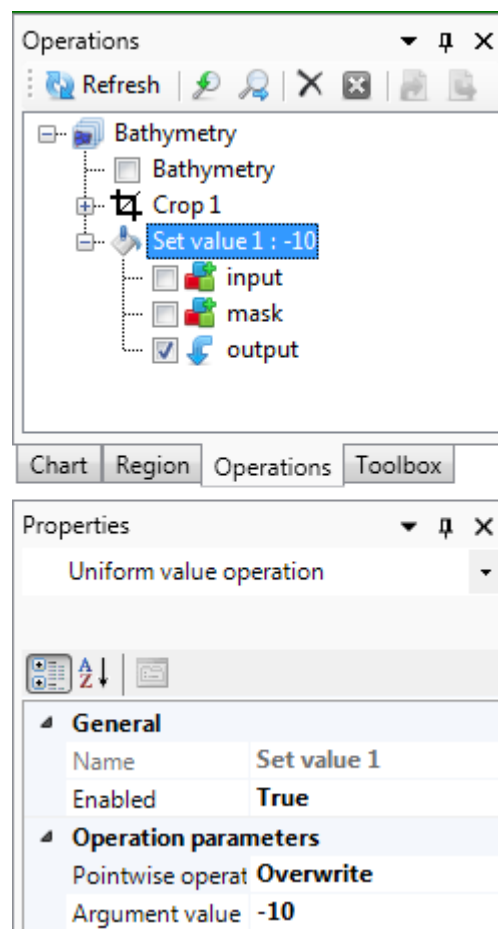 Operations
Refresh
Bathymetry
Bathymetry
Crop 1
Set value 1 : -10
input
mask
output
Chart Region Operations Toolbox
Properties
Uniform value operation
A
Z
General
Name Set value 1
Enabled True
Operation parameters
Pointwise operat Overwrite
Argument value -10